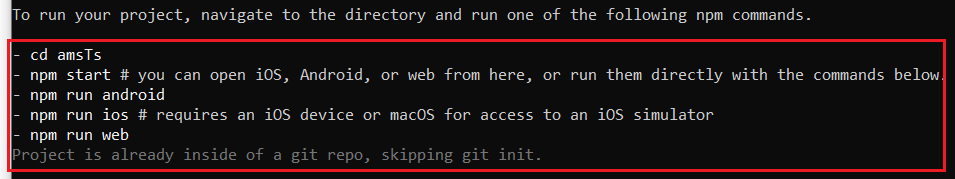 To run your project, navigate to the directory and run one of the following npm commands.
- cd amsTs
- npm start # you can open iOS, Android, or web from here, or run them directly with the commands below.
- npm run android
- npm run ios # requires an iOS device or macOS for access to an iOS simulator
- npm run web
Project is already inside of a git repo, skipping git init.